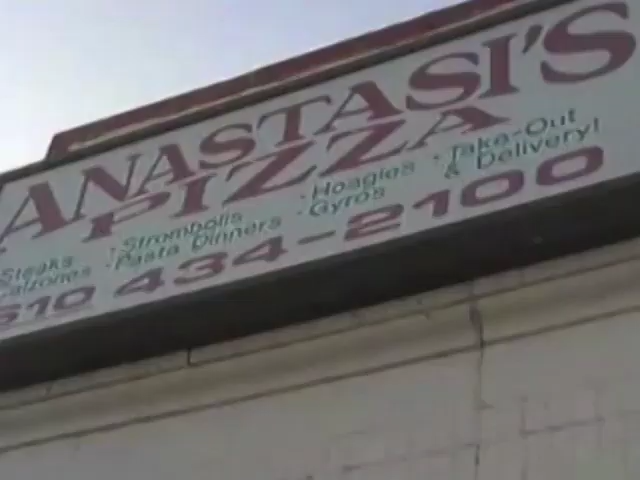 ANASTASI'S
PIZZA
Steaks · Strombolis · Hoagies · Take-Out
Calzones · Pasta Dinners · Gyros & Delivery!
610 434-2100